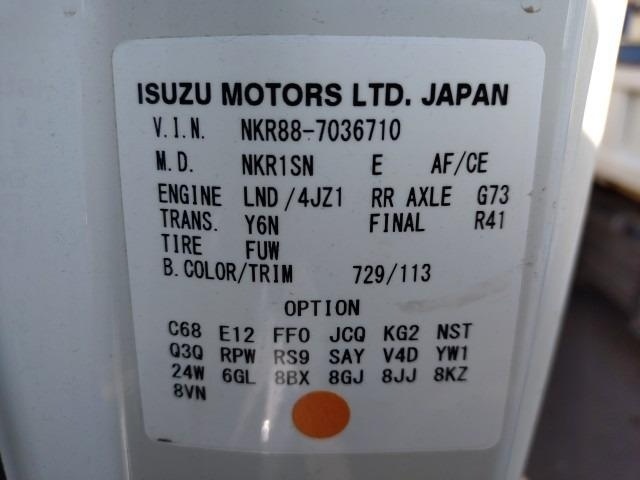 ISUZU MOTORS LTD. JAPAN
V.I.N. NKR88-7036710
M.D. NKR1SN E AF/CE
ENGINE LND/4JZ1 RR AXLE G73
TRANS. Y6N FINAL R41
TIRE FUW
B.COLOR/TRIM 729/113
OPTION
C68 E12 FF0 JCQ KG2 NST
Q3Q RPW RS9 SAY V4D YW1
24W 6GL 8BX 8GJ 8JJ 8KZ
8VN